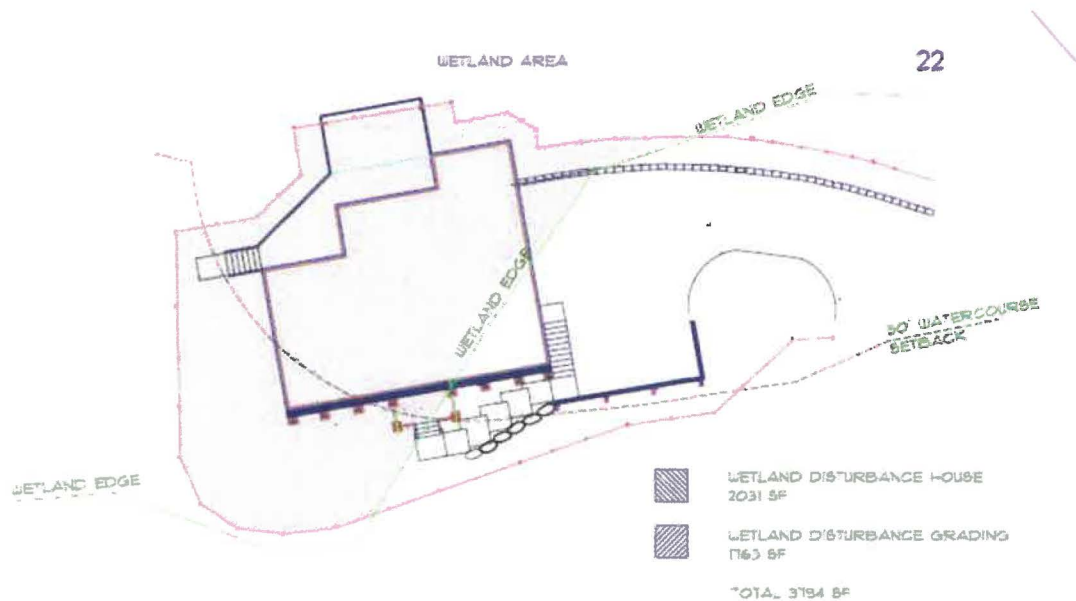 WETLAND AREA
22
WETLAND EDGE
WETLAND EDGE
50' WATERCOURSE
SETBACK
WETLAND EDGE
WETLAND DISTURBANCE HOUSE
2031 SF
WETLAND DISTURBANCE GRADING
1763 SF
TOTAL 3794 SF